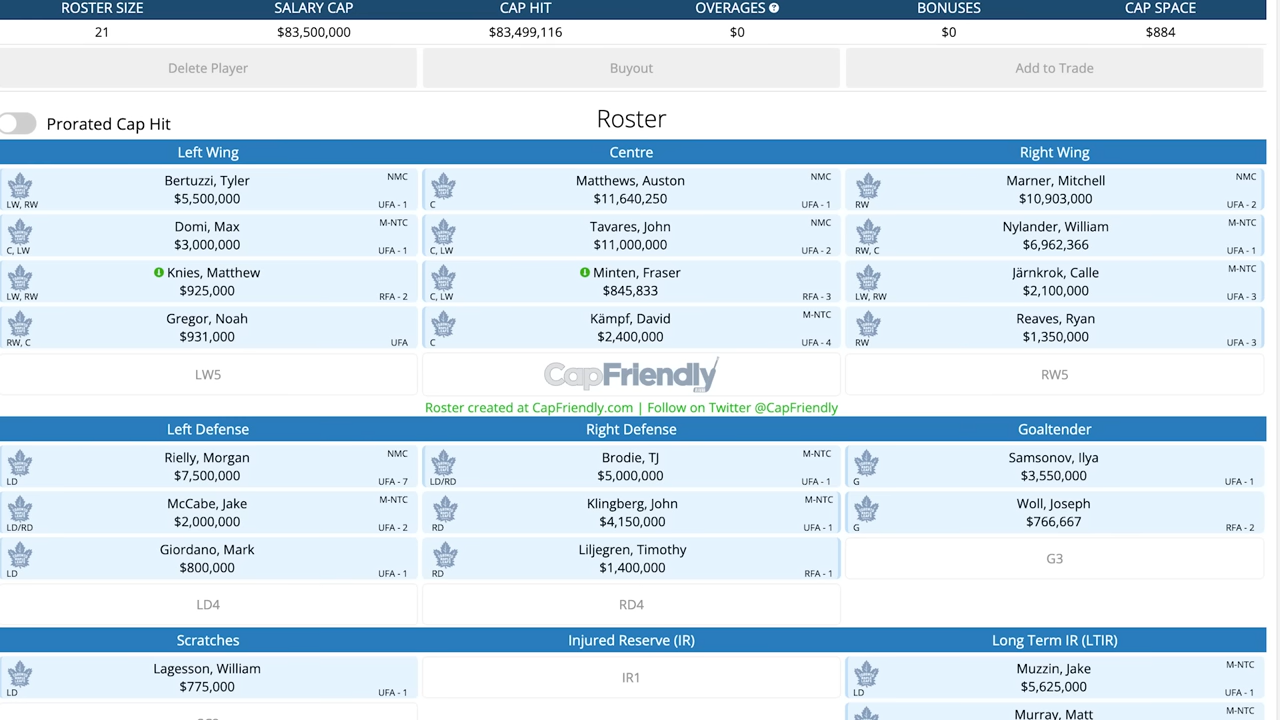 ROSTER SIZE SALARY CAP CAP HIT OVERAGES ? BONUSES CAP SPACE
21 $83,500,000 $83,499,116 $0 $0 $884
Delete Player Buyout Add to Trade
Prorated Cap Hit Roster
Left Wing Centre Right Wing
Bertuzzi, Tyler NMC Matthews, Auston NMC Marner, Mitchell NMC
LW, RW $5,500,000 UFA - 1 C $11,640,250 UFA - 1 RW $10,903,000 UFA - 2
Domi, Max M-NTC Tavares, John NMC Nylander, William M-NTC
C, LW $3,000,000 UFA - 1 C, LW $11,000,000 UFA - 2 RW, C $6,962,366 UFA - 1
Knies, Matthew Minten, Fraser Järnkrok, Calle M-NTC
LW, RW $925,000 RFA - 2 C, LW $845,833 RFA - 3 LW, RW $2,100,000 UFA - 3
Gregor, Noah Kämpf, David M-NTC Reaves, Ryan
RW, C $931,000 UFA C $2,400,000 UFA - 4 RW $1,350,000 UFA - 3
LW5 CapFriendly RW5
Roster created at CapFriendly.com | Follow on Twitter @CapFriendly
Left Defense Right Defense Goaltender
Rielly, Morgan NMC Brodie, TJ M-NTC Samsonov, Ilya
LD $7,500,000 UFA - 7 LD/RD $5,000,000 UFA - 1 G $3,550,000 UFA - 1
McCabe, Jake M-NTC Klingberg, John M-NTC Woll, Joseph
LD/RD $2,000,000 UFA - 2 RD $4,150,000 UFA - 1 G $766,667 RFA - 2
Giordano, Mark Liljegren, Timothy G3
LD $800,000 UFA - 1 RD $1,400,000 RFA - 1
LD4 RD4
Scratches Injured Reserve (IR) Long Term IR (LTIR)
Lagesson, William IR1 Muzzin, Jake M-NTC
LD $775,000 UFA - 1 LD $5,625,000 UFA - 1
Murray, Matt M-NTC